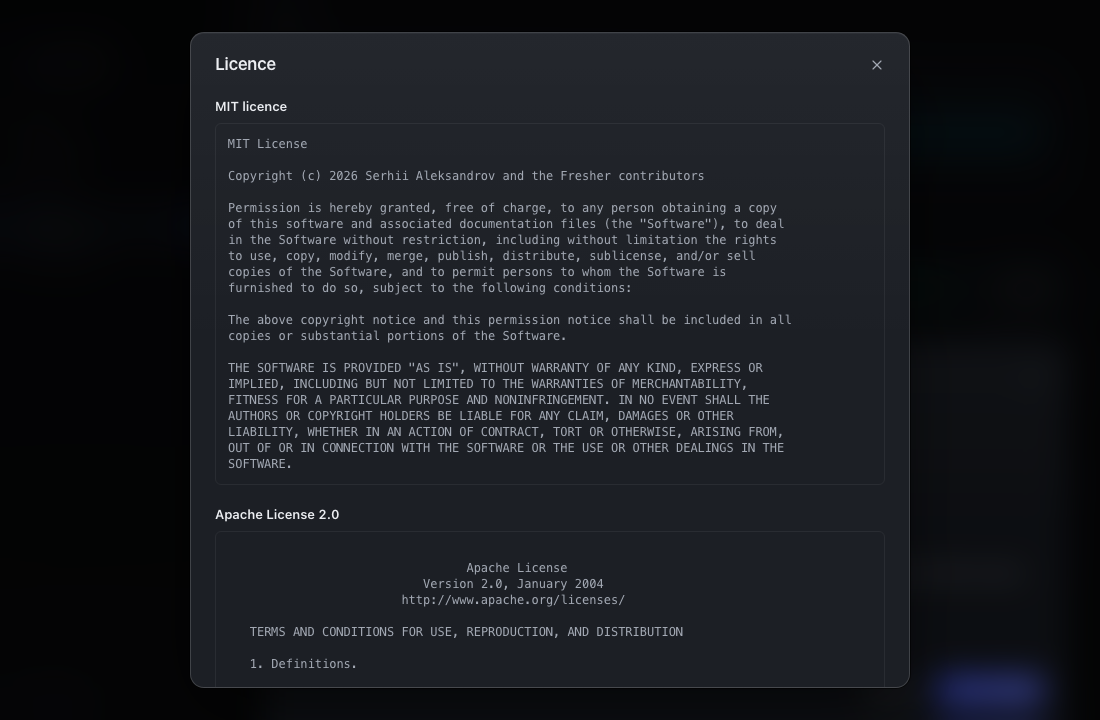 Licence
MIT licence
MIT License
Copyright (c) 2026 Serhii Aleksandrov and the Fresher contributors
Permission is hereby granted, free of charge, to any person obtaining a copy
of this software and associated documentation files (the "Software"), to deal
in the Software without restriction, including without limitation the rights
to use, copy, modify, merge, publish, distribute, sublicense, and/or sell
copies of the Software, and to permit persons to whom the Software is
furnished to do so, subject to the following conditions:
The above copyright notice and this permission notice shall be included in all
copies or substantial portions of the Software.
THE SOFTWARE IS PROVIDED "AS IS", WITHOUT WARRANTY OF ANY KIND, EXPRESS OR
IMPLIED, INCLUDING BUT NOT LIMITED TO THE WARRANTIES OF MERCHANTABILITY,
FITNESS FOR A PARTICULAR PURPOSE AND NONINFRINGEMENT. IN NO EVENT SHALL THE
AUTHORS OR COPYRIGHT HOLDERS BE LIABLE FOR ANY CLAIM, DAMAGES OR OTHER
LIABILITY, WHETHER IN AN ACTION OF CONTRACT, TORT OR OTHERWISE, ARISING FROM,
OUT OF OR IN CONNECTION WITH THE SOFTWARE OR THE USE OR OTHER DEALINGS IN THE
SOFTWARE.
Apache License 2.0
Apache License
Version 2.0, January 2004
http://www.apache.org/licenses/
TERMS AND CONDITIONS FOR USE, REPRODUCTION, AND DISTRIBUTION
1. Definitions.